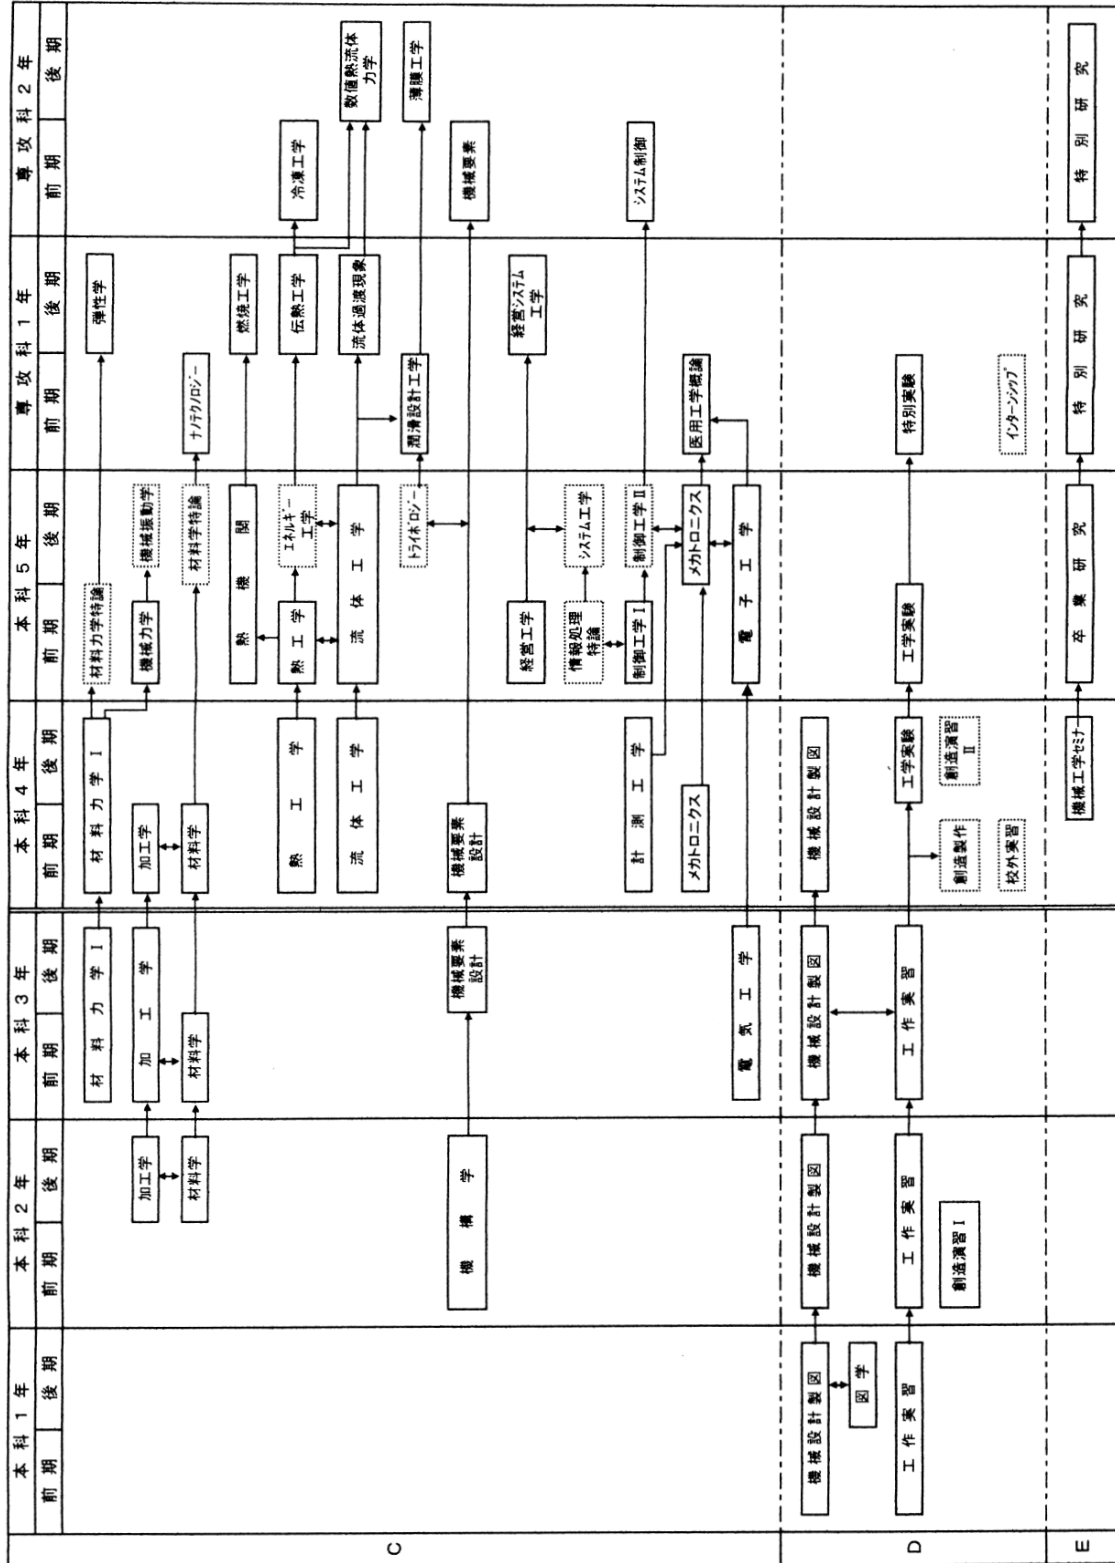 本科1年
本科2年
本科3年
本科4年
本科5年
専攻科1年
専攻科2年
前期
後期
前期
後期
前期
後期
前期
後期
前期
後期
前期
後期
前期
後期
C
材料力学Ⅰ
材料力学Ⅰ
材料力学特論
弾性学
機械力学
機械振動学
加工学
加工学
加工学
材料学
材料学
材料学
材料学特論
ナノテクノロジー
熱機関
燃焼工学
熱工学
熱工学
エネルギー
工学
伝熱工学
冷凍工学
流体工学
流体工学
流体過渡現象
数値熱流体
力学
トライボロジー
潤滑設計工学
薄膜工学
機構学
機械要素
設計
機械要素
設計
機械要素
経営工学
経営システム
工学
情報処理
特論
システム工学
計測工学
制御工学Ⅰ
制御工学Ⅱ
システム制御
メカトロニクス
メカトロニクス
医用工学概論
電気工学
電子工学
D
機械設計製図
機械設計製図
機械設計製図
機械設計製図
図学
工作実習
工作実習
工作実習
工学実験
工学実験
特別実験
創造演習Ⅰ
創造製作
創造演習
Ⅱ
校外実習
インターンシップ
E
機械工学セミナー
卒業研究
特別研究
特別研究